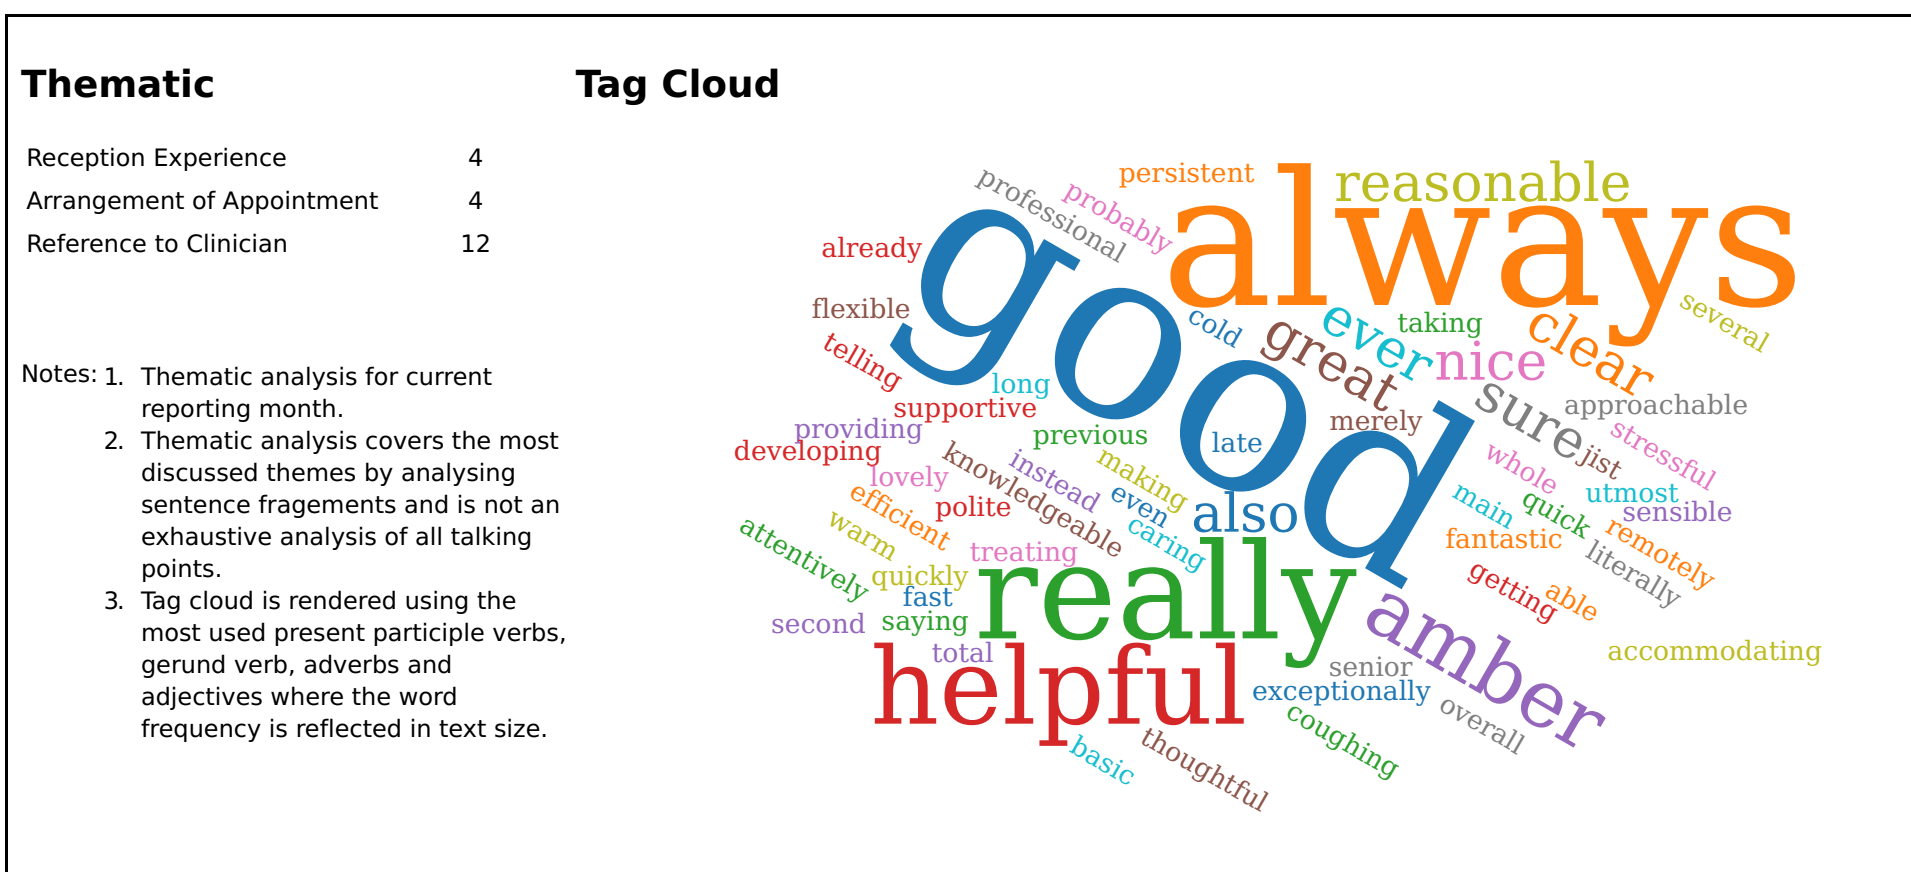 Thematic
Tag Cloud
Reception Experience 4
Arrangement of Appointment 4
Reference to Clinician 12
Notes: 1. Thematic analysis for current
reporting month.
2. Thematic analysis covers the most
discussed themes by analysing
sentence fragements and is not an
exhaustive analysis of all talking
points.
3. Tag cloud is rendered using the
most used present participle verbs,
gerund verb, adverbs and
adjectives where the word
frequency is reflected in text size.
persistent
reasonable
professional
probably
always
already
good
flexible
cold
ever
taking
clear
several
telling
great
nice
long
sure
supportive
approachable
merely
providing
previous
late
stressful
developing
knowledgeable
instead
making
whole
jist
lovely
efficient
polite
even
also
main
quick
utmost
sensible
attentively
warm
caring
fantastic
remotely
treating
literally
quickly
really
getting
able
fast
second
saying
amber
total
helpful
senior
accommodating
exceptionally
overall
coughing
basic
thoughtful